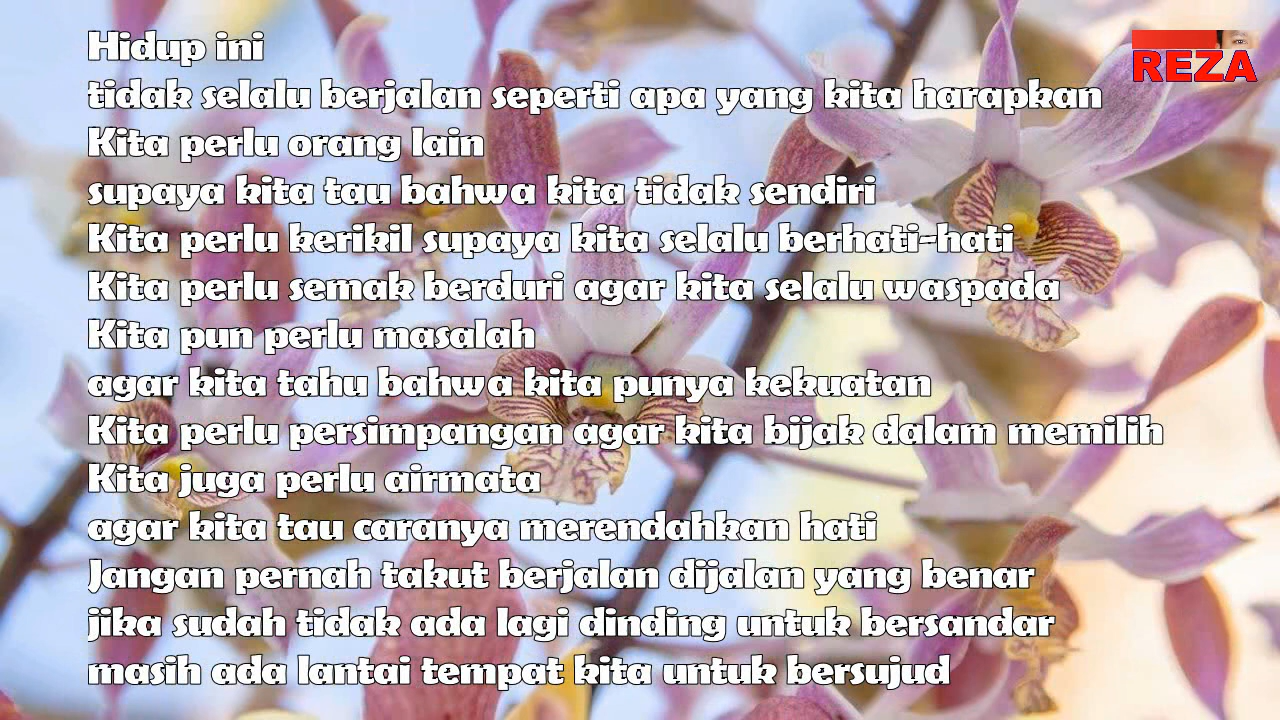 REZA
Hidup ini
tidak selalu berjalan seperti apa yang kita harapkan
Kita perlu orang lain
supaya kita tau bahwa kita tidak sendiri
Kita perlu kerikil supaya kita selalu berhati-hati
Kita perlu semak berduri agar kita selalu waspada
Kita pun perlu masalah
agar kita tahu bahwa kita punya kekuatan
Kita perlu persimpangan agar kita bijak dalam memilih
Kita juga perlu airmata
agar kita tau caranya merendahkan hati
Jangan pernah takut berjalan dijalan yang benar
jika sudah tidak ada lagi dinding untuk bersandar
masih ada lantai tempat kita untuk bersujud